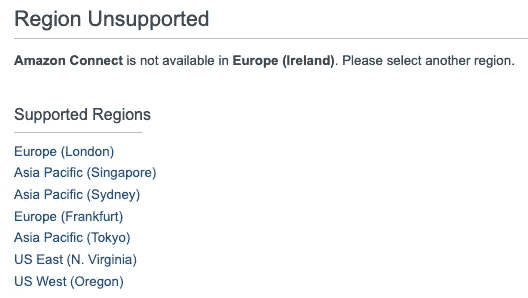 Region Unsupported
Amazon Connect is not available in Europe (Ireland). Please select another region.
Supported Regions
Europe (London)
Asia Pacific (Singapore)
Asia Pacific (Sydney)
Europe (Frankfurt)
Asia Pacific (Tokyo)
US East (N. Virginia)
US West (Oregon)